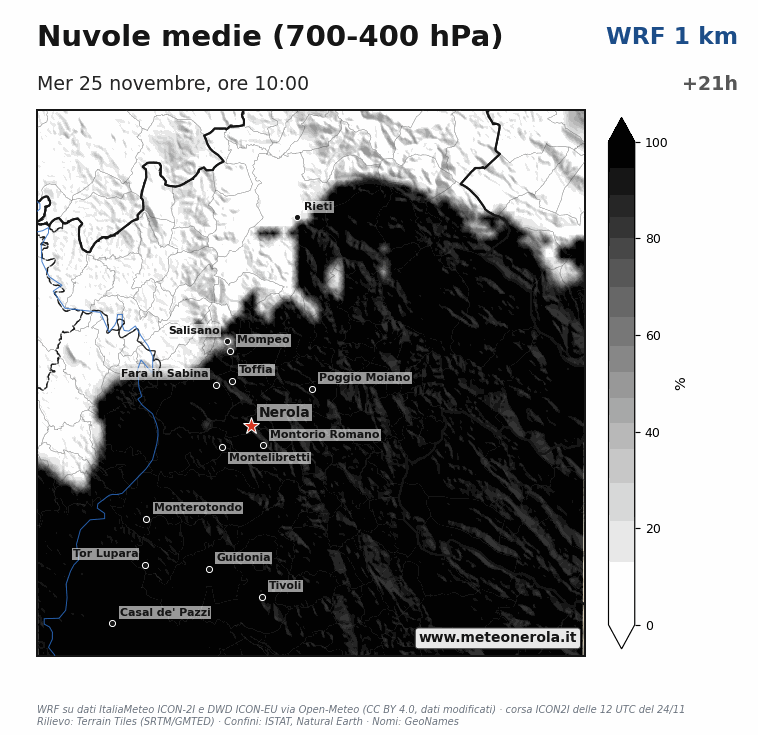 Nuvole medie (700-400 hPa)
WRF 1 km
Mer 25 novembre, ore 10:00
+21h
Rieti
Salisano
Mompeo
Toffia
Fara in Sabina
Poggio Moiano
Nerola
Montorio Romano
Montelibretti
Monterotondo
Tor Lupara
Guidonia
Tivoli
Casal de' Pazzi
www.meteonerola.it
100
80
60
40
20
0
%
WRF su dati ItaliaMeteo ICON-2I e DWD ICON-EU via Open-Meteo (CC BY 4.0, dati modificati) · corsa ICON2I delle 12 UTC del 24/11
Rilievo: Terrain Tiles (SRTM/GMTED) · Confini: ISTAT, Natural Earth · Nomi: GeoNames